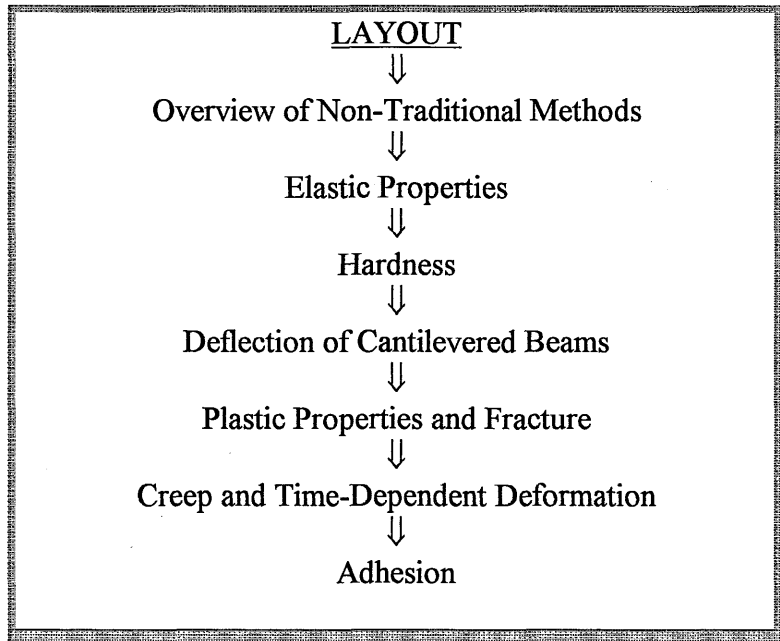 LAYOUT
⇓
Overview of Non-Traditional Methods
⇓
Elastic Properties
⇓
Hardness
⇓
Deflection of Cantilevered Beams
⇓
Plastic Properties and Fracture
⇓
Creep and Time-Dependent Deformation
⇓
Adhesion